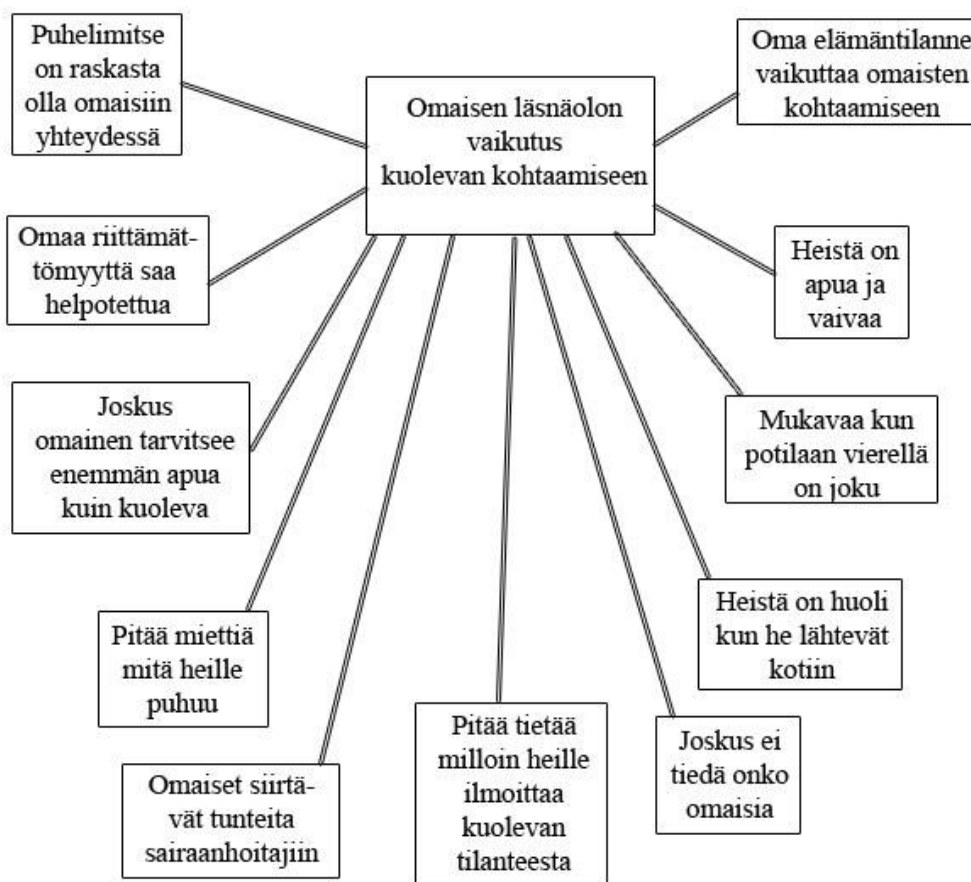 Puhelimitse
on raskasta
olla omaisiin
yhteydessä
Omaisen läsnäolon
vaikutus
kuolevan kohtaamiseen
Oma elämäntilanne
vaikuttaa omaisten
kohtaamiseen
Omaa riittämät-
tömyyttä saa
helpotettua
Heistä on
apua ja
vaivaa
Joskus
omainen tarvitsee
enemmän apua
kuin kuoleva
Mukavaa kun
potilaan vierellä
on joku
Pitää miettiä
mitä heille
puhuu
Heistä on huoli
kun he lähtevät
kotiin
Omaiset siirtä-
vät tunteita
sairaanhoitajiin
Pitää tietää
milloin heille
ilmoittaa
kuolevan
tilanteesta
Joskus ei
tiedä onko
omaisia